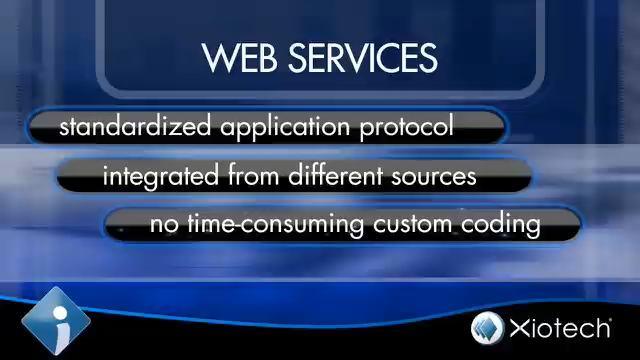 WEB SERVICES
standardized application protocol
integrated from different sources
no time-consuming custom coding
Xiotech